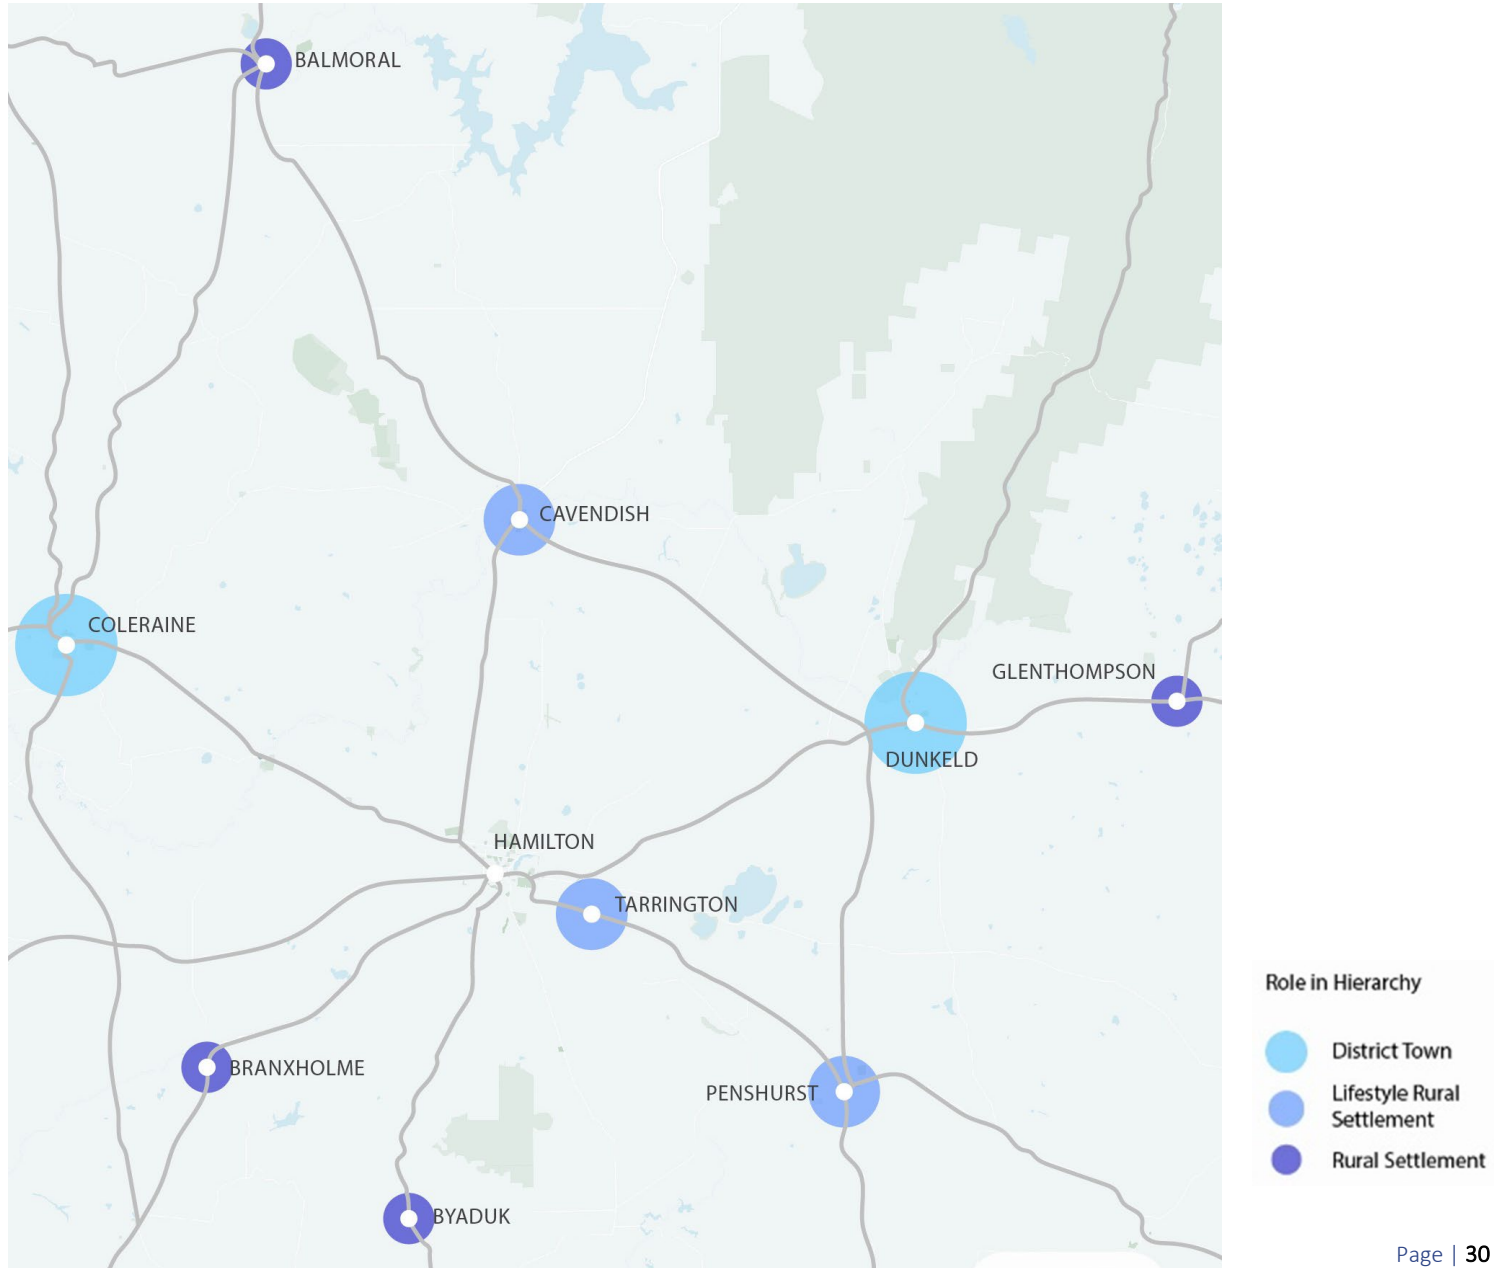 BALMORAL
CAVENDISH
COLERAINE
GLENTHOMPSON
DUNKELD
HAMILTON
TARRINGTON
BRANXHOLME
PENSHURST
BYADUK
Role in Hierarchy
District Town
Lifestyle Rural
Settlement
Rural Settlement
Page | 30